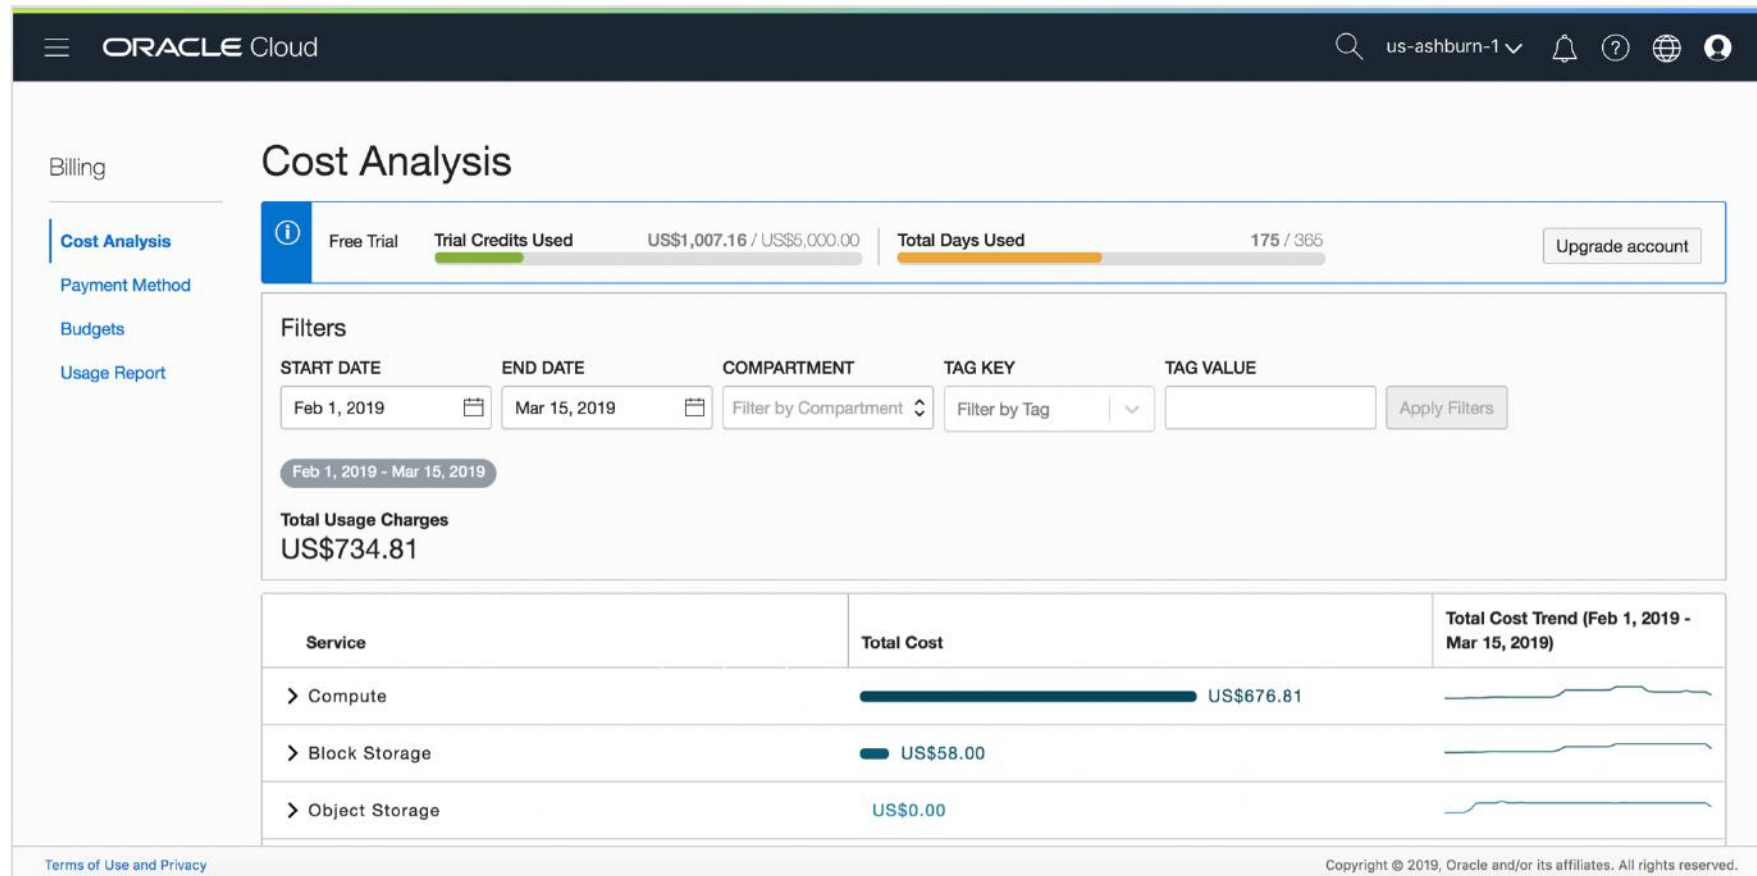 ORACLE Cloud
us-ashburn-1
Billing
Cost Analysis
Payment Method
Budgets
Usage Report
Cost Analysis
Free Trial
Trial Credits Used US$1,007.16 / US$5,000.00
Total Days Used 175 / 365
Upgrade account
Filters
START DATE END DATE COMPARTMENT TAG KEY TAG VALUE
Feb 1, 2019 Mar 15, 2019 Filter by Compartment Filter by Tag Apply Filters
Feb 1, 2019 - Mar 15, 2019
Total Usage Charges
US$734.81
Service Total Cost Total Cost Trend (Feb 1, 2019 -
Mar 15, 2019)
Compute US$676.81
Block Storage US$58.00
Object Storage US$0.00
Terms of Use and Privacy
Copyright © 2019, Oracle and/or its affiliates. All rights reserved.